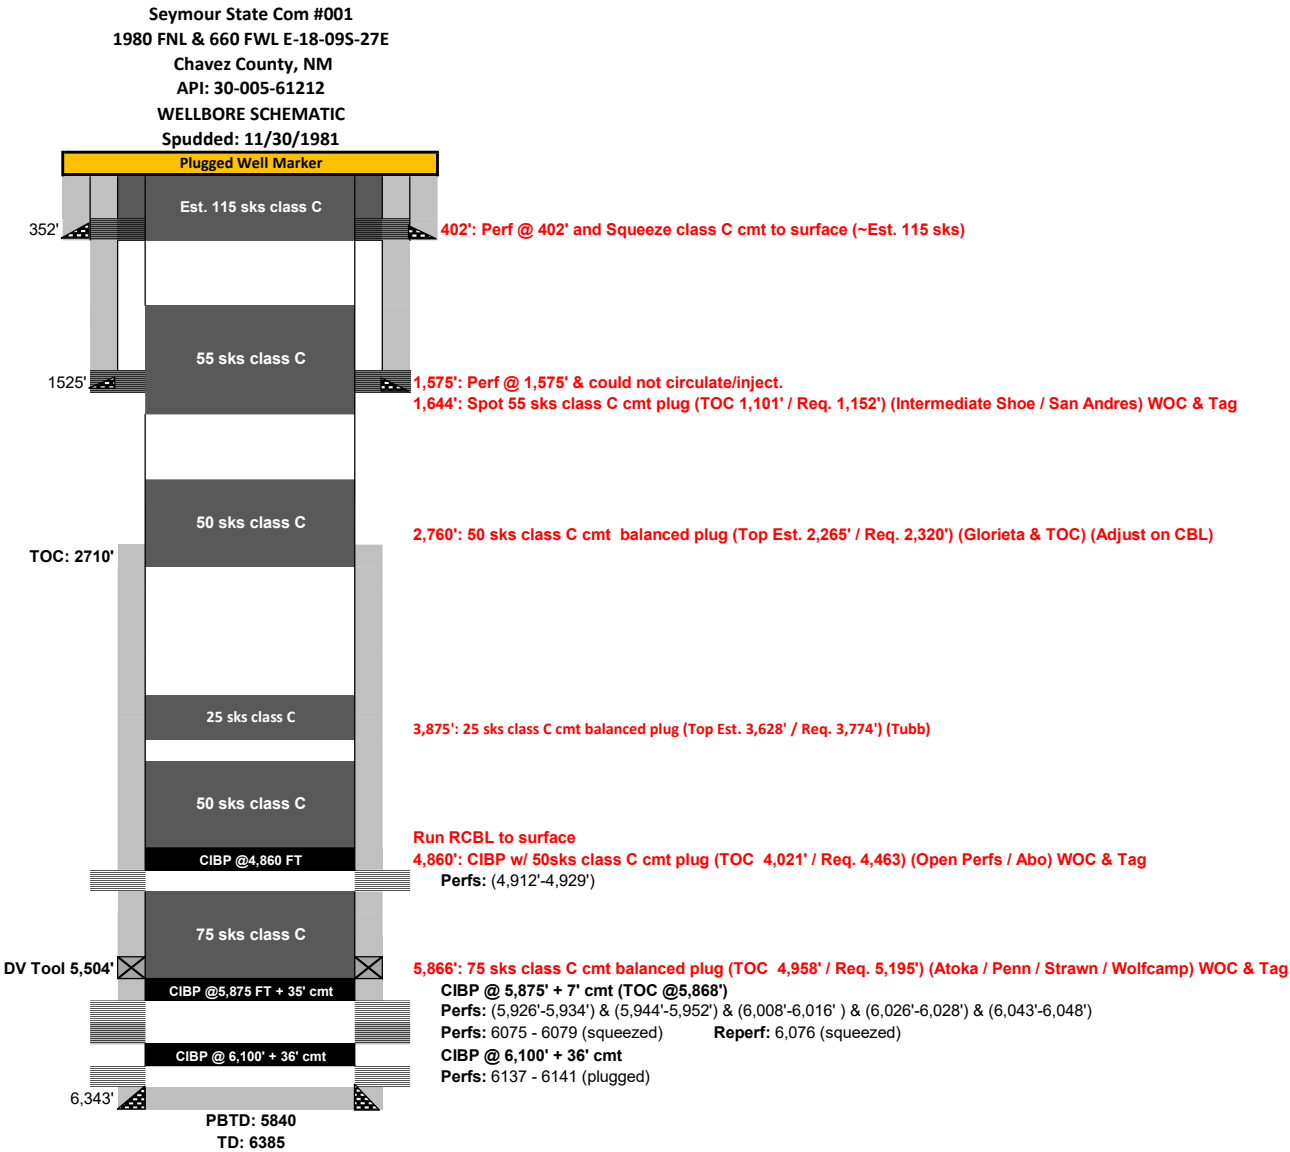 Seymour State Com #001
1980 FNL & 660 FWL E-18-09S-27E
Chavez County, NM
API: 30-005-61212
WELLBORE SCHEMATIC
Spudded: 11/30/1981
Plugged Well Marker
Est. 115 sks class C
352'
402': Perf @ 402' and Squeeze class C cmt to surface (~Est. 115 sks)
55 sks class C
1525'
1,575': Perf @ 1,575' & could not circulate/inject.
1,644': Spot 55 sks class C cmt plug (TOC 1,101' / Req. 1,152') (Intermediate Shoe / San Andres) WOC & Tag
50 sks class C
2,760': 50 sks class C cmt  balanced plug (Top Est. 2,265' / Req. 2,320') (Glorieta & TOC) (Adjust on CBL)
TOC: 2710'
25 sks class C
3,875': 25 sks class C cmt balanced plug (Top Est. 3,628' / Req. 3,774') (Tubb)
50 sks class C
Run RCBL to surface
CIBP @4,860 FT
4,860': CIBP w/ 50sks class C cmt plug (TOC  4,021' / Req. 4,463) (Open Perfs / Abo) WOC & Tag
Perfs: (4,912'-4,929')
75 sks class C
DV Tool 5,504'
5,866': 75 sks class C cmt balanced plug (TOC  4,958' / Req. 5,195') (Atoka / Penn / Strawn / Wolfcamp) WOC & Tag
CIBP @5,875 FT + 35' cmt
CIBP @ 5,875' + 7' cmt (TOC @5,868')
Perfs: (5,926'-5,934') & (5,944'-5,952') & (6,008'-6,016' ) & (6,026'-6,028') & (6,043'-6,048')
Perfs: 6075 - 6079 (squeezed) Reperf: 6,076 (squeezed)
CIBP @ 6,100' + 36' cmt
CIBP @ 6,100' + 36' cmt
Perfs: 6137 - 6141 (plugged)
6,343'
PBTD: 5840
TD: 6385